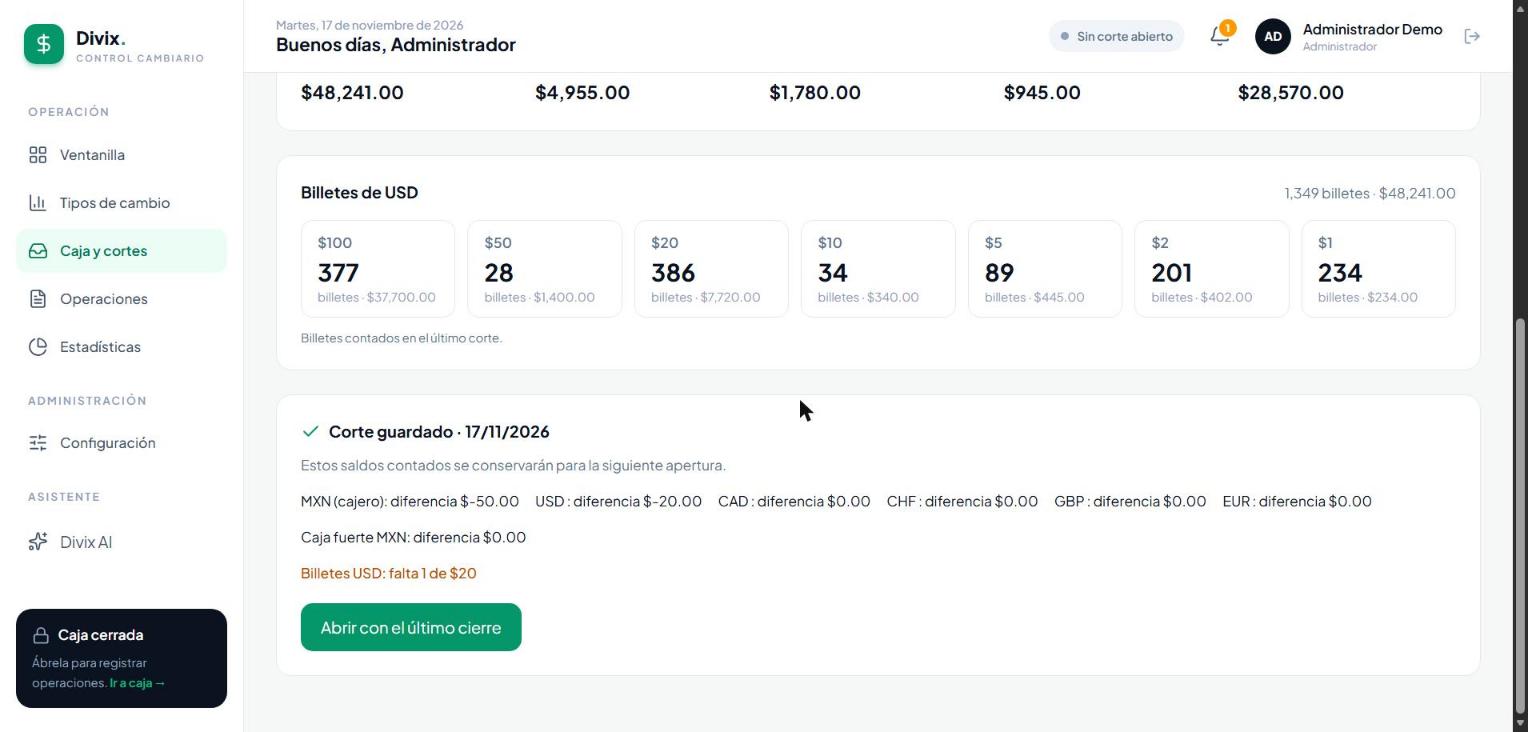 Divix.
CONTROL CAMBIARIO
OPERACIÓN
Ventanilla
Tipos de cambio
Caja y cortes
Operaciones
Estadísticas
ADMINISTRACIÓN
Configuración
ASISTENTE
Divix AI
Caja cerrada
Ábrela para registrar
operaciones. Ir a caja →
Martes, 17 de noviembre de 2026
Buenos días, Administrador
Sin corte abierto
1
AD
Administrador Demo
Administrador
$48,241.00 $4,955.00 $1,780.00 $945.00 $28,570.00
Billetes de USD
1,349 billetes · $48,241.00
$100
377
billetes · $37,700.00
$50
28
billetes · $1,400.00
$20
386
billetes · $7,720.00
$10
34
billetes · $340.00
$5
89
billetes · $445.00
$2
201
billetes · $402.00
$1
234
billetes · $234.00
Billetes contados en el último corte.
Corte guardado · 17/11/2026
Estos saldos contados se conservarán para la siguiente apertura.
MXN (cajero): diferencia $-50.00 USD : diferencia $-20.00 CAD : diferencia $0.00 CHF : diferencia $0.00 GBP : diferencia $0.00 EUR : diferencia $0.00
Caja fuerte MXN: diferencia $0.00
Billetes USD: falta 1 de $20
Abrir con el último cierre